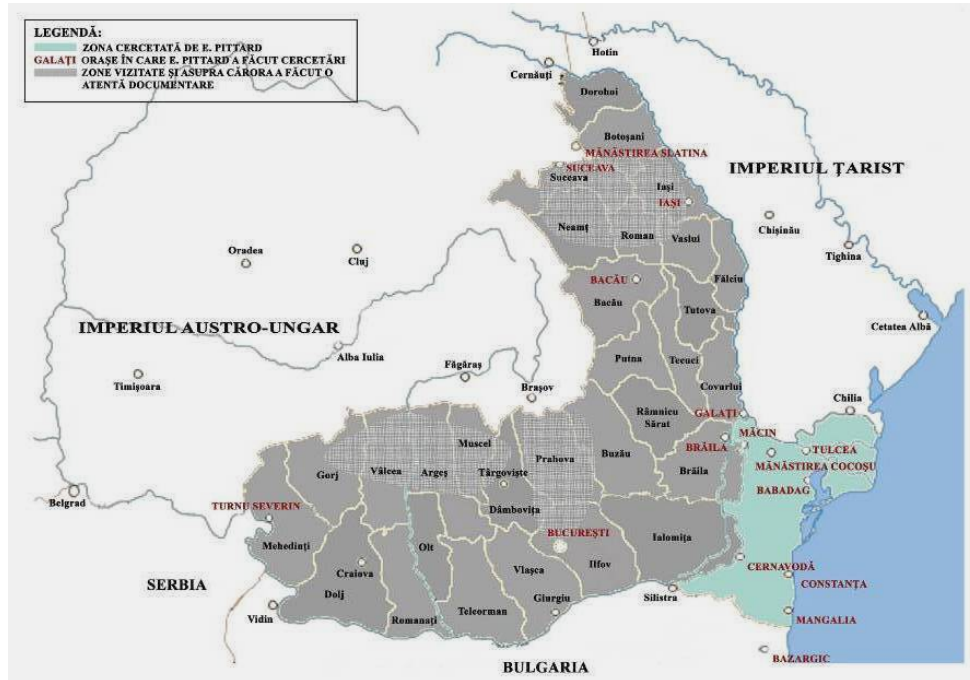 LEGENDĂ:
ZONA CERCETATĂ DE E. PITTARD
GALAȚI ORAȘE ÎN CARE E. PITTARD A FĂCUT CERCETĂRI
ZONE VIZITATE ȘI ASUPRA CĂRORA A FĂCUT O
ATENTĂ DOCUMENTARE
Hotin
Cernăuți
Dorohoi
Botoșani
MĂNĂSTIREA SLATINA
SUCEAVA
Suceava
IMPERIUL ȚARIST
Iași
IAȘI
Chișinău
Neamț
Roman
Vaslui
Tighina
Oradea
Cluj
BACĂU
Fălciu
Bacău
Tutova
IMPERIUL AUSTRO-UNGAR
Cetatea Albă
Alba Iulia
Putna
Tecuci
Timișoara
Făgăraș
Brașov
Covurlui
Chilia
Râmnicu
Sărat
GALAȚI
MĂCIN
Muscel
BRĂILA
TULCEA
Gorj
Vâlcea
Argeș
Târgoviște
Prahova
Buzău
Brăila
MĂNĂSTIREA COCOȘU
BABADAG
Belgrad
TURNU SEVERIN
Dâmbovița
BUCUREȘTI
Ialomița
Mehedinți
Olt
Ilfov
CERNAVODĂ
Craiova
Vlașca
CONSTANȚA
SERBIA
Dolj
Silistra
Vidin
Romanați
Teleorman
Giurgiu
MANGALIA
BULGARIA
BAZARGIC